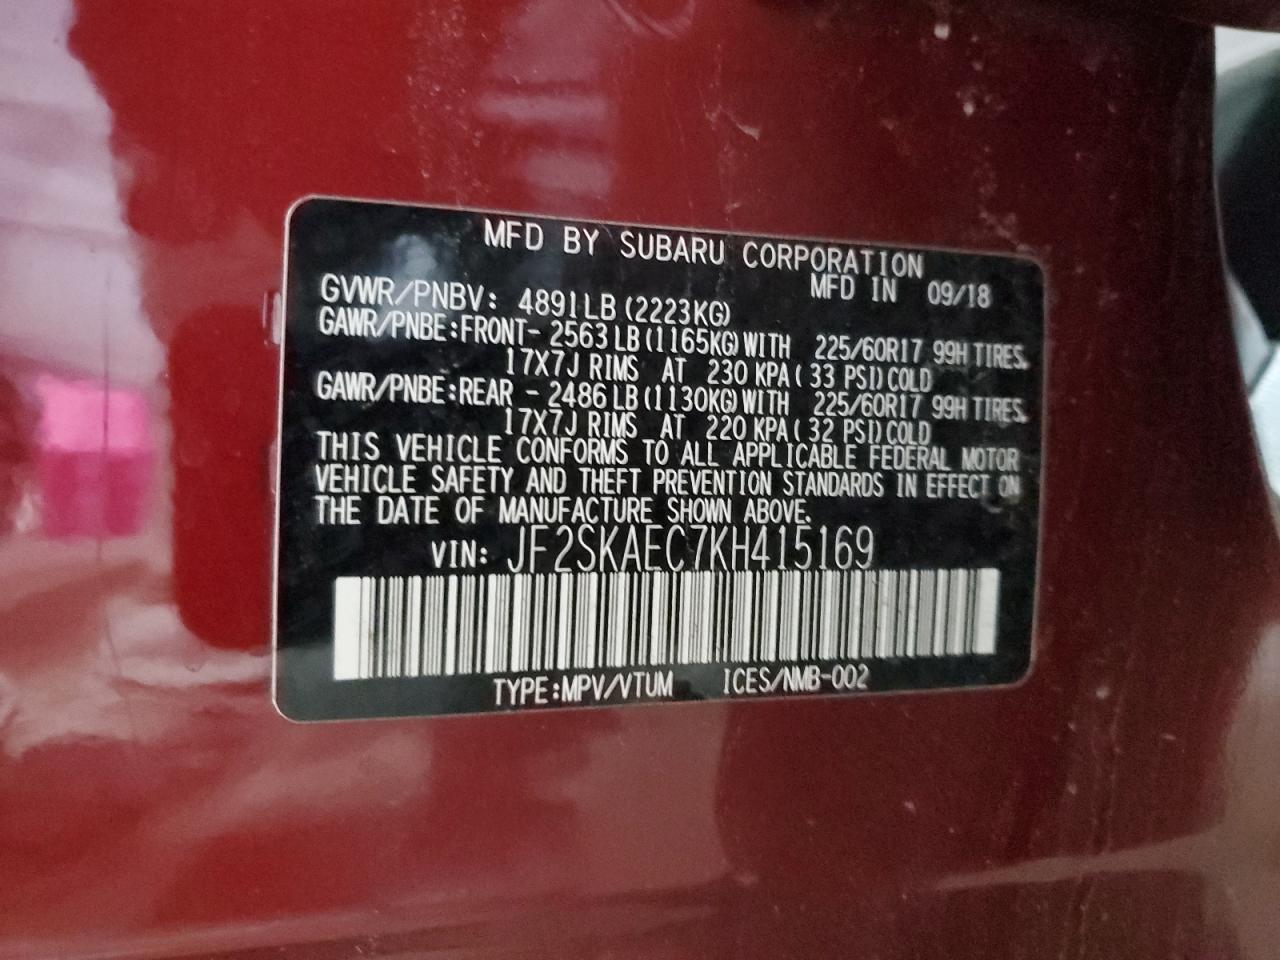 MFD BY SUBARU CORPORATION
MFD IN 09/18
GVWR/PNBV: 4891LB (2223KG)
GAWR/PNBE:FRONT- 2563 LB (1165KG) WITH 225/60R17 99H TIRES.
17X7J RIMS AT 230 KPA ( 33 PSI) COLD
GAWR/PNBE:REAR - 2486 LB (1130KG) WITH 225/60R17 99H TIRES.
17X7J RIMS AT 220 KPA ( 32 PSI) COLD
THIS VEHICLE CONFORMS TO ALL APPLICABLE FEDERAL MOTOR
VEHICLE SAFETY AND THEFT PREVENTION STANDARDS IN EFFECT ON
THE DATE OF MANUFACTURE SHOWN ABOVE.
VIN: JF2SKAEC7KH415169
TYPE:MPV/VTUM ICES/NMB-002